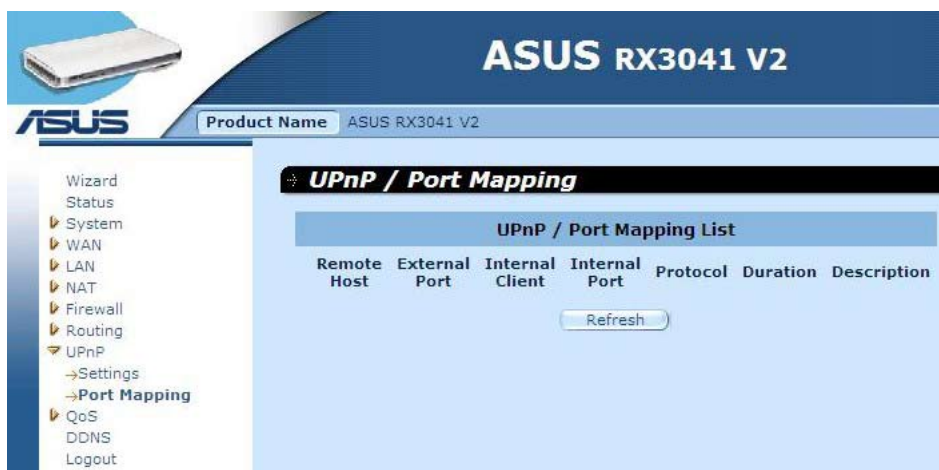 ASUS RX3041 V2
ASUS
Product Name ASUS RX3041 V2
Wizard
Status
System
WAN
LAN
NAT
Firewall
Routing
UPnP
→Settings
→Port Mapping
QoS
DDNS
Logout
UPnP / Port Mapping
UPnP / Port Mapping List
Remote Host External Port Internal Client Internal Port Protocol Duration Description
Refresh